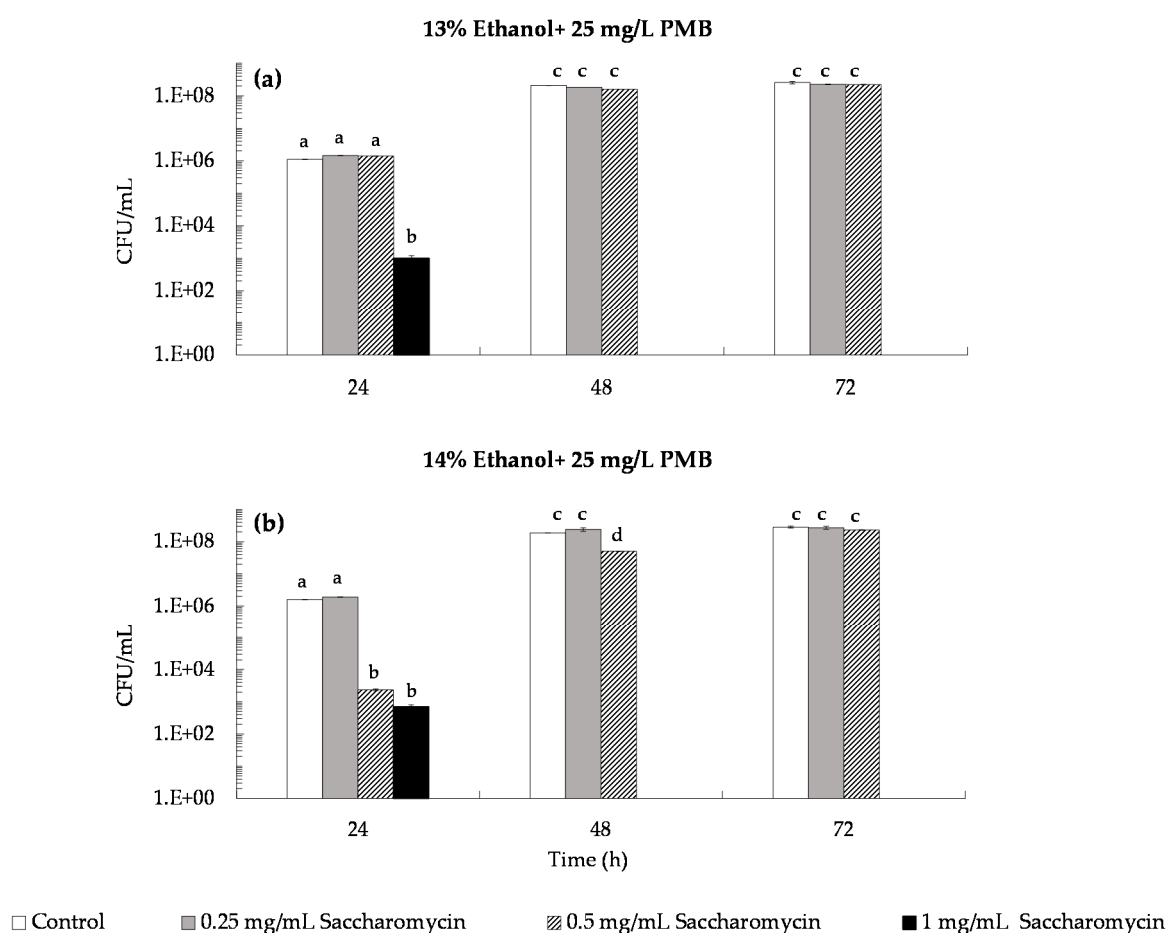 13% Ethanol+ 25 mg/L PMB
(a)
c c c
c c c
1.E+08
a a a
1.E+06
CFU/mL
1.E+04
b
1.E+02
1.E+00
24 48 72
14% Ethanol+ 25 mg/L PMB
(b)
c c
c c c
d
1.E+08
a a
1.E+06
CFU/mL
1.E+04
b b
1.E+02
1.E+00
24 48 72
Time (h)
Control 0.25 mg/mL Saccharomycin 0.5 mg/mL Saccharomycin 1 mg/mL Saccharomycin